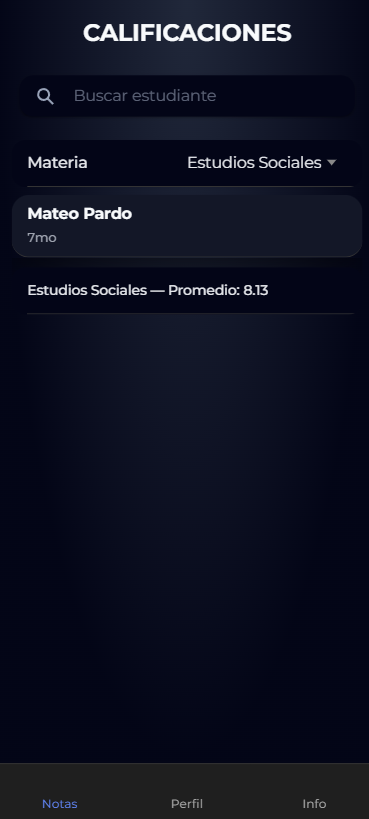 CALIFICACIONES
Buscar estudiante
Materia Estudios Sociales
Mateo Pardo
7mo
Estudios Sociales — Promedio: 8.13
Notas Perfil Info